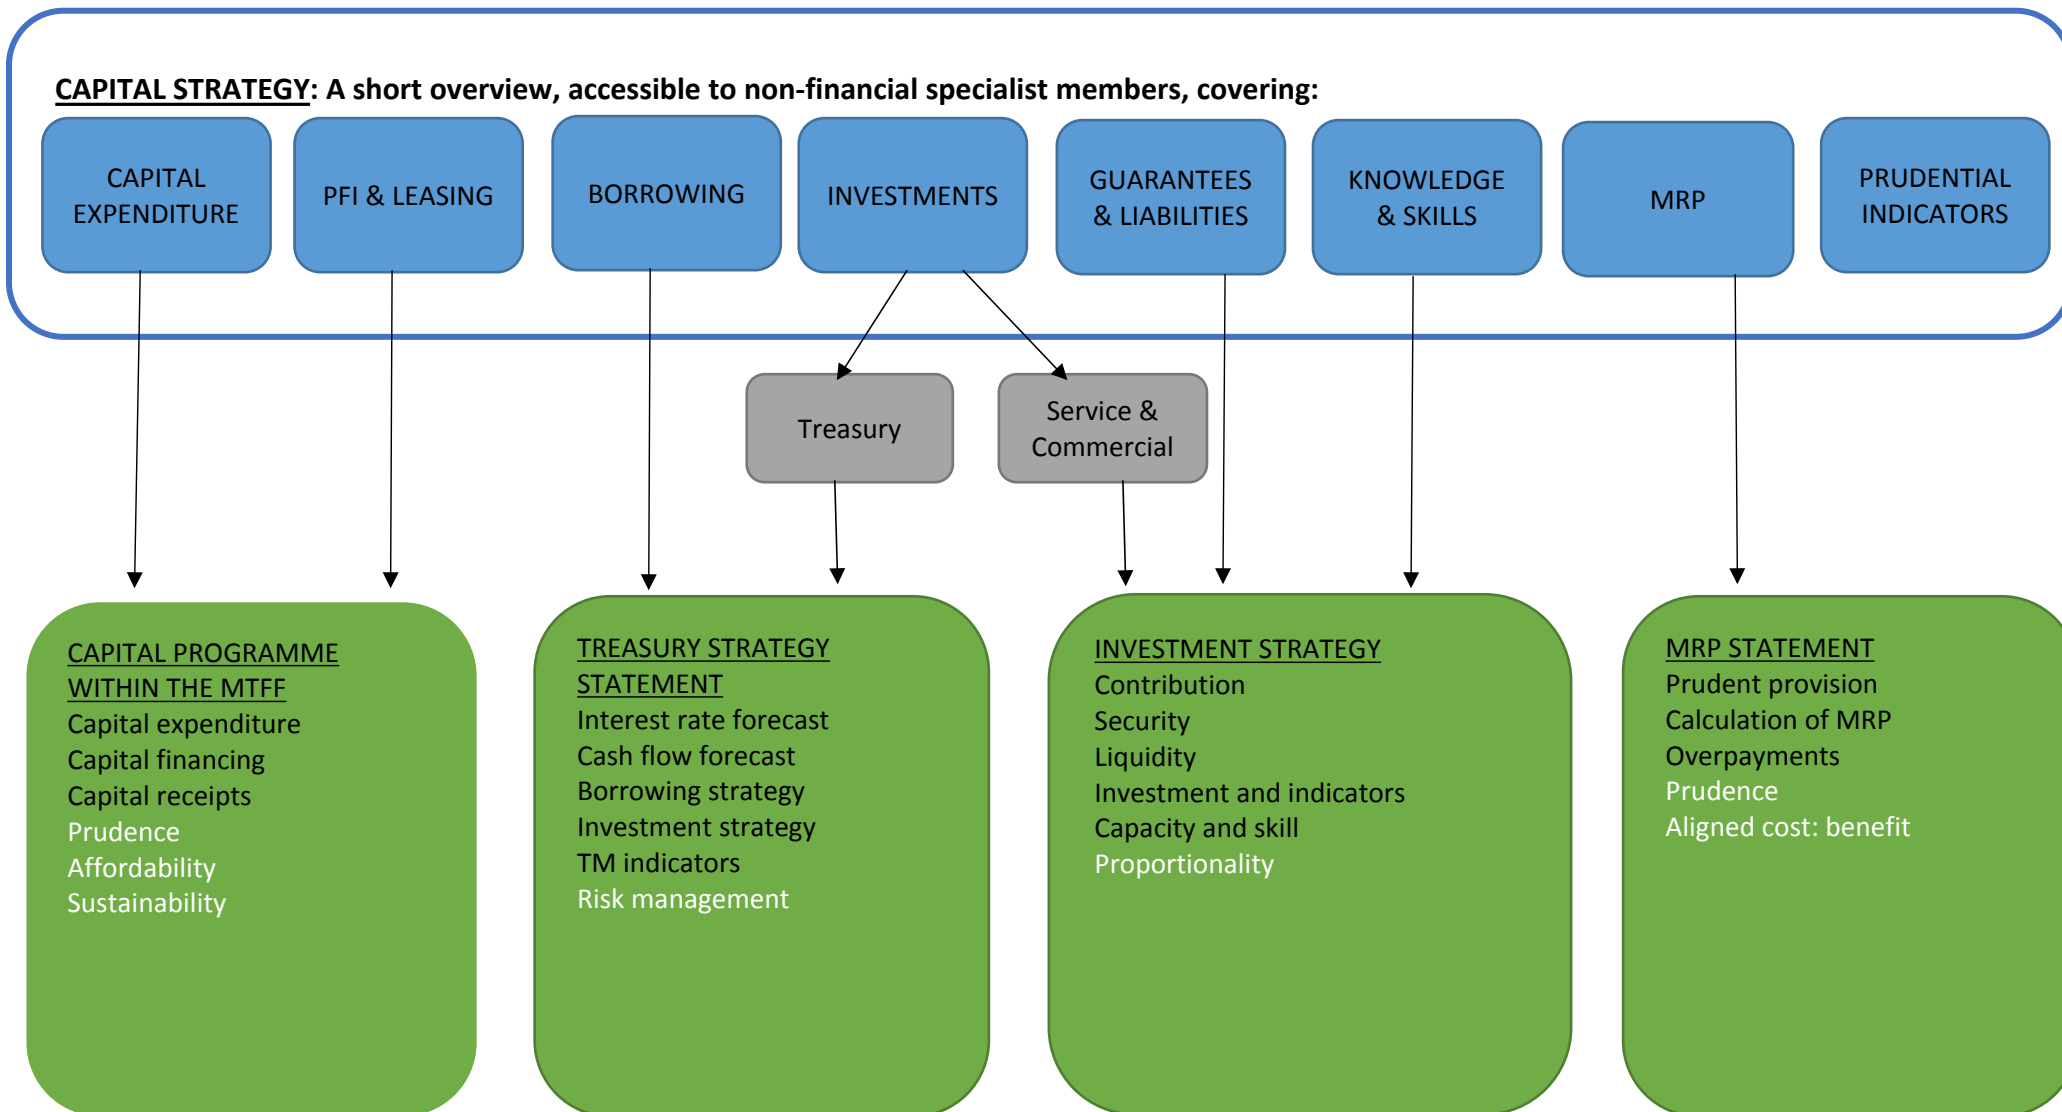 CAPITAL STRATEGY: A short overview, accessible to non-financial specialist members, covering:
CAPITAL
EXPENDITURE
PFI & LEASING
BORROWING
INVESTMENTS
GUARANTEES
& LIABILITIES
KNOWLEDGE
& SKILLS
MRP
PRUDENTIAL
INDICATORS
Treasury
Service &
Commercial
CAPITAL PROGRAMME
WITHIN THE MTFF
Capital expenditure
Capital financing
Capital receipts
Prudence
Affordability
Sustainability
TREASURY STRATEGY
STATEMENT
Interest rate forecast
Cash flow forecast
Borrowing strategy
Investment strategy
TM indicators
Risk management
INVESTMENT STRATEGY
Contribution
Security
Liquidity
Investment and indicators
Capacity and skill
Proportionality
MRP STATEMENT
Prudent provision
Calculation of MRP
Overpayments
Prudence
Aligned cost: benefit